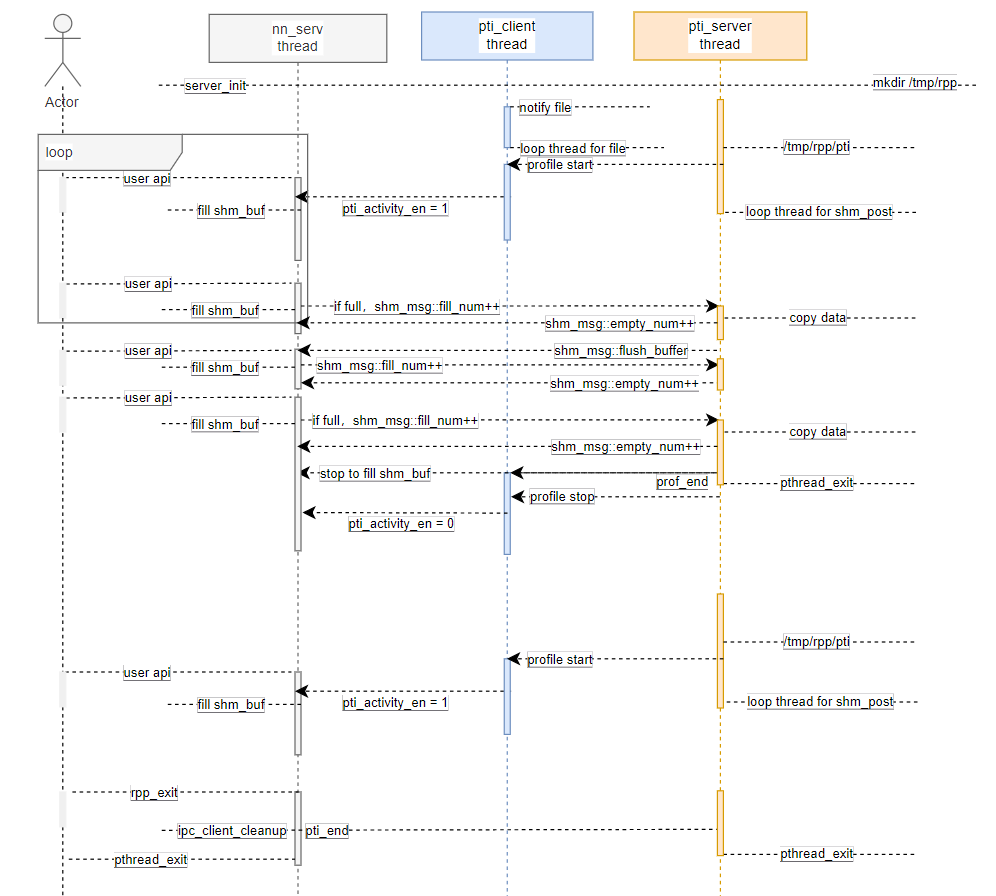 nn_serv
thread
pti_client
thread
pti_server
thread
Actor
server_init
mkdir /tmp/rpp
notify file
loop
loop thread for file
/tmp/rpp/pti
profile start
user api
pti_activity_en = 1
fill shm_buf
loop thread for shm_post
user api
fill shm_buf
if full，shm_msg::fill_num++
copy data
shm_msg::empty_num++
user api
shm_msg::flush_buffer
fill shm_buf
shm_msg::fill_num++
shm_msg::empty_num++
user api
fill shm_buf
if full，shm_msg::fill_num++
copy data
shm_msg::empty_num++
stop to fill shm_buf
prof_end
pthread_exit
profile stop
pti_activity_en = 0
/tmp/rpp/pti
profile start
user api
pti_activity_en = 1
fill shm_buf
loop thread for shm_post
rpp_exit
ipc_client_cleanup
pti_end
pthread_exit
pthread_exit